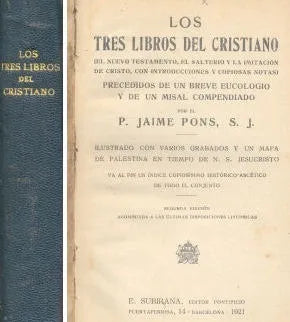 LOS
TRES LIBROS
DEL
CRISTIANO
LOS
TRES LIBROS DEL CRISTIANO
(EL NUEVO TESTAMENTO, EL SALTERIO Y LA IMITACIÓN
DE CRISTO, CON INTRODUCCIONES Y COPIOSAS NOTAS)
PRECEDIDOS DE UN BREVE EUCOLOGIO
Y DE UN MISAL COMPENDIADO
POR EL
P. JAIME PONS, S. J.
ILUSTRADO CON VARIOS GRABADOS Y UN MAPA
DE PALESTINA EN TIEMPO DE N. S. JESUCRISTO
VA AL FIN UN ÍNDICE COPIOSÍSIMO HISTÓRICO-ASCÉTICO
DE TODO EL CONJUNTO
SEGUNDA EDICIÓN
ACOMODADA A LAS ÚLTIMAS DISPOSICIONES LITÚRGICAS
E. SUBIRANA, EDITOR PONTIFICIO
PUERTAFERRISA, 14 - BARCELONA - 1921